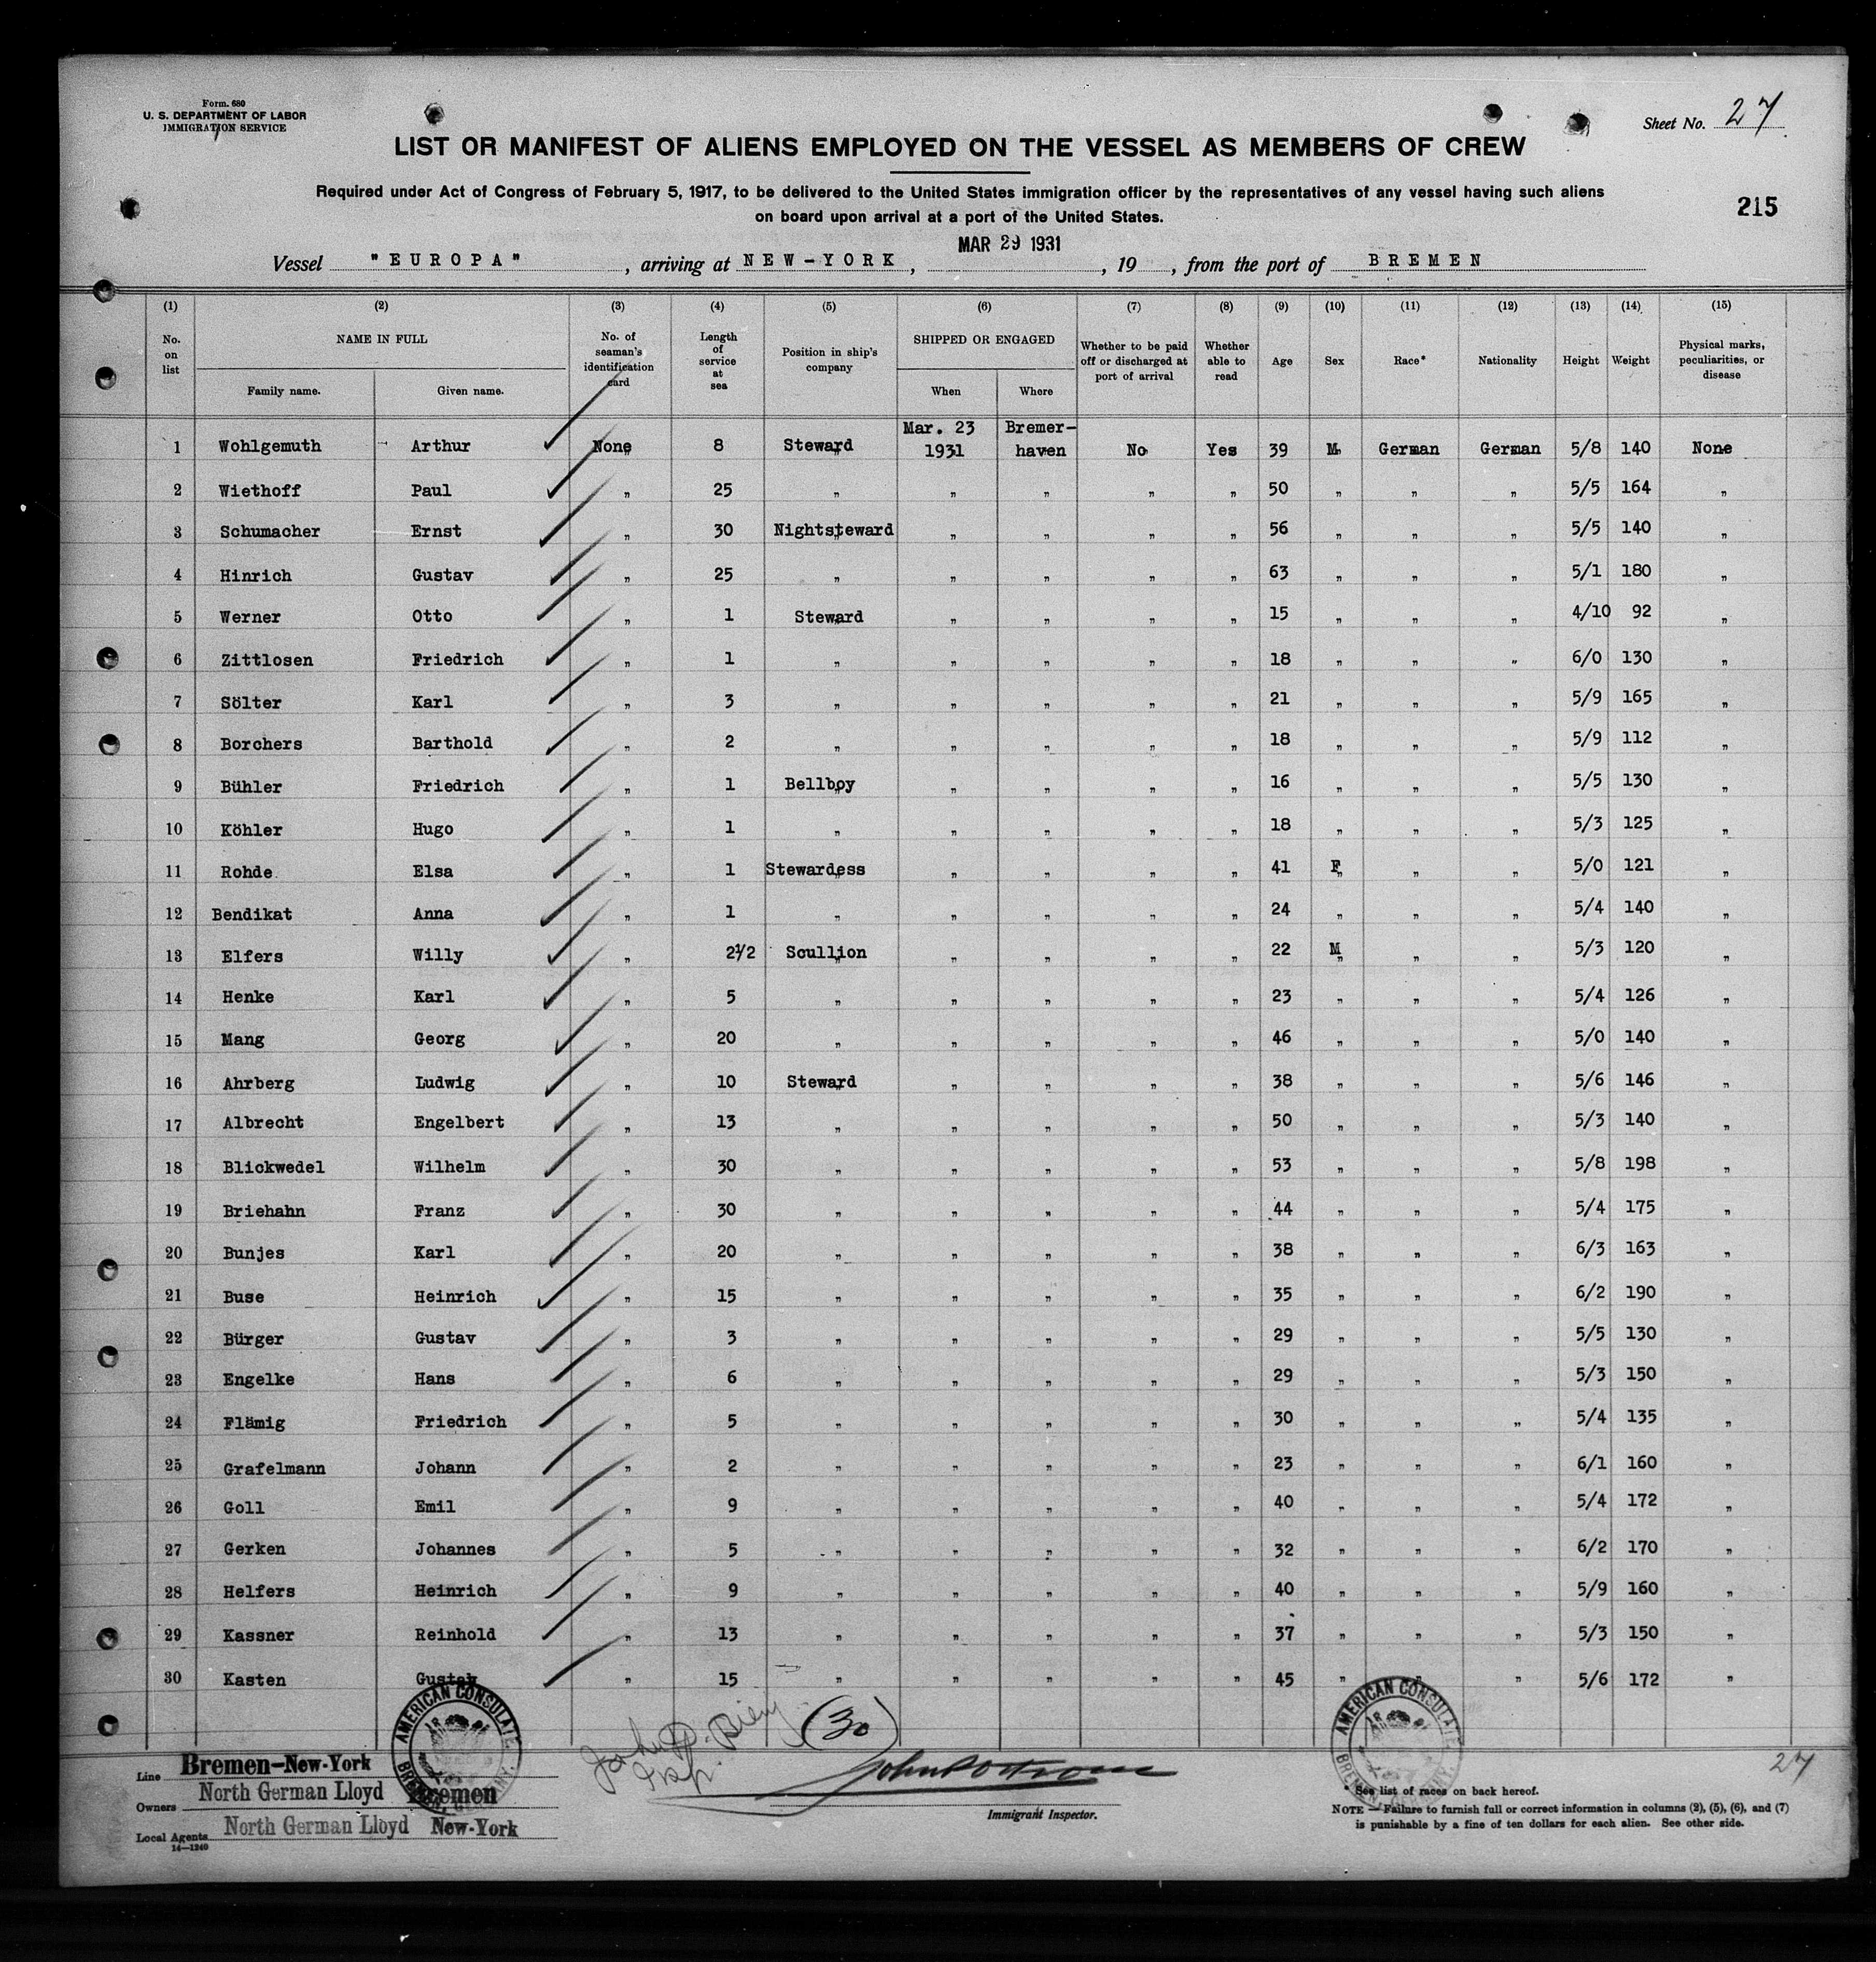 Form. 680
U. S. DEPARTMENT OF LABOR
IMMIGRATION SERVICE
Sheet No. 27
LIST OR MANIFEST OF ALIENS EMPLOYED ON THE VESSEL AS MEMBERS OF CREW
Required under Act of Congress of February 5, 1917, to be delivered to the United States immigration officer by the representatives of any vessel having such aliens
on board upon arrival at a port of the United States.
215
MAR 29 1931
Vessel "EUROPA", arriving at NEW-YORK, , 19 , from the port of BREMEN
(1) (2) (3) (4) (5) (6) (7) (8) (9) (10) (11) (12) (13) (14) (15)
No. on list NAME IN FULL Family name. Given name. No. of seaman's identification card Length of service at sea Position in ship's company SHIPPED OR ENGAGED When Where Whether to be paid off or discharged at port of arrival Whether able to read Age Sex Race* Nationality Height Weight Physical marks, peculiarities, or disease
1 Wohlgemuth Arthur None 8 Steward Mar. 23 1931 Bremer-haven No Yes 39 M German German 5/8 140 None
2 Wiethoff Paul " 25 " " " " " 50 " " " 5/5 164 "
3 Schumacher Ernst " 30 Nightsteward " " " " 56 " " " 5/5 140 "
4 Hinrich Gustav " 25 " " " " " 63 " " " 5/1 180 "
5 Werner Otto " 1 Steward " " " " 15 " " " 4/10 92 "
6 Zittlosen Friedrich " 1 " " " " " 18 " " " 6/0 130 "
7 Sölter Karl " 3 " " " " " 21 " " " 5/9 165 "
8 Borchers Barthold " 2 " " " " " 18 " " " 5/9 112 "
9 Bühler Friedrich " 1 Bellboy " " " " 16 " " " 5/5 130 "
10 Köhler Hugo " 1 " " " " " 18 " " " 5/3 125 "
11 Rohde Elsa " 1 Stewardess " " " " 41 F " " 5/0 121 "
12 Bendikat Anna " 1 " " " " " 24 " " " 5/4 140 "
13 Elfers Willy " 2½ Scullion " " " " 22 M " " 5/3 120 "
14 Henke Karl " 5 " " " " " 23 " " " 5/4 126 "
15 Mang Georg " 20 " " " " " 46 " " " 5/0 140 "
16 Ahrberg Ludwig " 10 Steward " " " " 38 " " " 5/6 146 "
17 Albrecht Engelbert " 13 " " " " " 50 " " " 5/3 140 "
18 Blickwedel Wilhelm " 30 " " " " " 53 " " " 5/8 198 "
19 Briehahn Franz " 30 " " " " " 44 " " " 5/4 175 "
20 Bunjes Karl " 20 " " " " " 38 " " " 6/3 163 "
21 Buse Heinrich " 15 " " " " " 35 " " " 6/2 190 "
22 Bürger Gustav " 3 " " " " " 29 " " " 5/5 130 "
23 Engelke Hans " 6 " " " " " 29 " " " 5/3 150 "
24 Flämig Friedrich " 5 " " " " " 30 " " " 5/4 135 "
25 Grafelmann Johann " 2 " " " " " 23 " " " 6/1 160 "
26 Goll Emil " 9 " " " " " 40 " " " 5/4 172 "
27 Gerken Johannes " 5 " " " " " 32 " " " 6/2 170 "
28 Helfers Heinrich " 9 " " " " " 40 " " " 5/9 160 "
29 Kassner Reinhold " 13 " " " " " 37 " " " 5/3 150 "
30 Kasten Gustav " 15 " " " " " 45 " " " 5/6 172 "
(30)
AMERICAN CONSULATE BREMEN, GERMANY.
AMERICAN CONSULATE BREMEN, GERMANY.
Line Bremen-New-York
Owners North German Lloyd Bremen
Local Agents North German Lloyd New-York
14—1240
Immigrant Inspector.
27
* See list of races on back hereof.
NOTE — Failure to furnish full or correct information in columns (2), (5), (6), and (7)
is punishable by a fine of ten dollars for each alien. See other side.